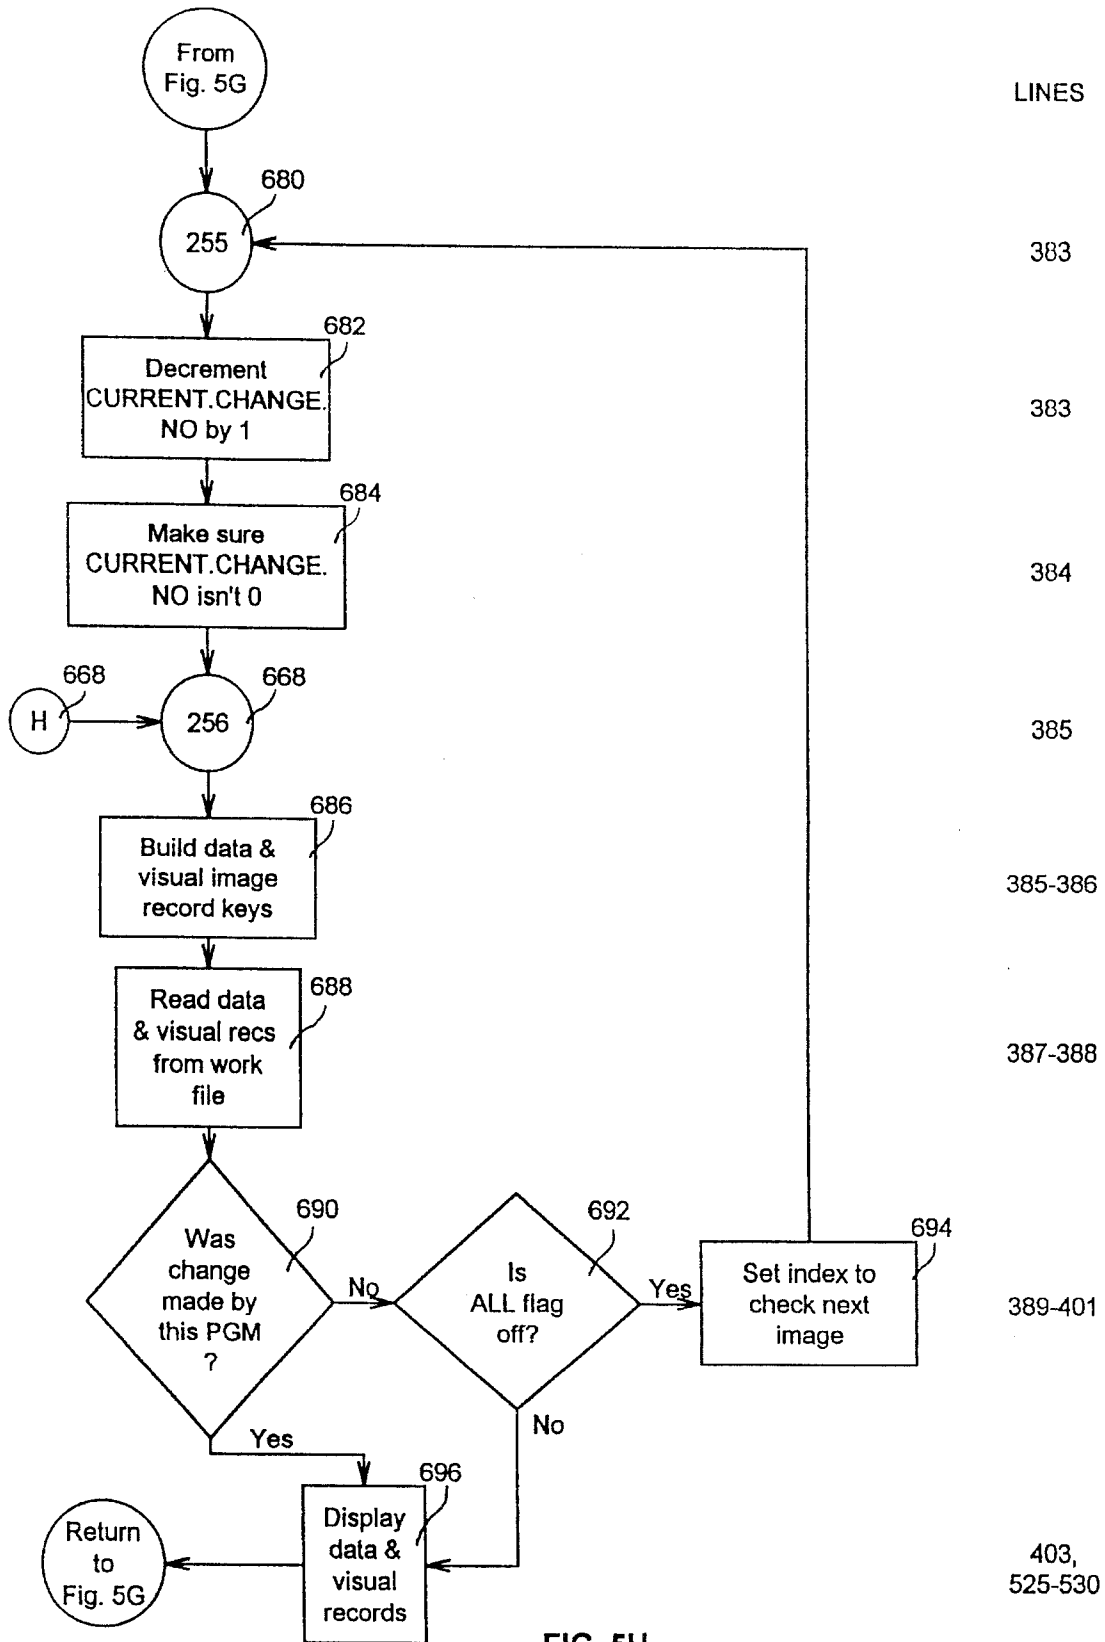 From
Fig. 5G
LINES
680
255
383
682
Decrement
CURRENT.CHANGE.
NO by 1
383
684
Make sure
CURRENT.CHANGE.
NO isn't 0
384
668
H
668
256
385
686
Build data &
visual image
record keys
385-386
688
Read data
& visual recs
from work
file
387-388
690
Was
change
made by
this PGM
?
No
692
Is
ALL flag
off?
Yes
694
Set index to
check next
image
389-401
Yes
No
696
Display
data &
visual
records
Return
to
Fig. 5G
403,
525-530
FIG. 5H